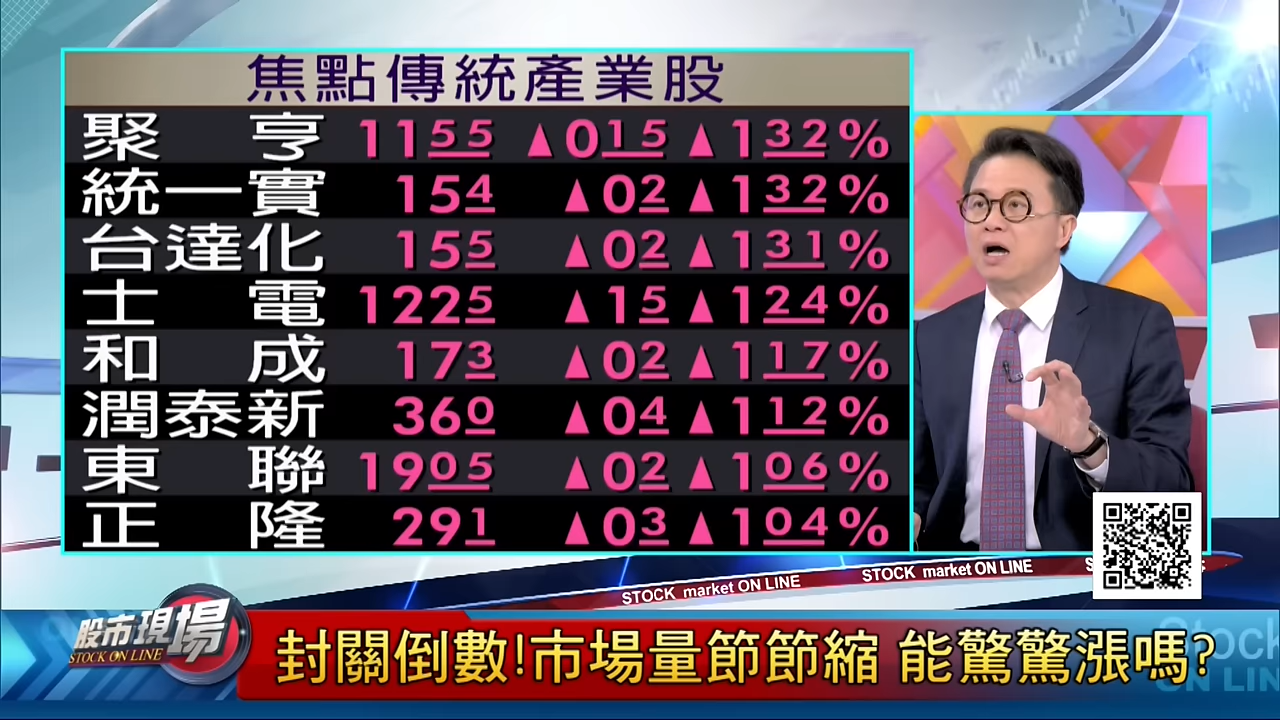 焦點傳統產業股
聚亨 1155 ▲015 ▲132%
統一實 154 ▲02 ▲132%
台達化 155 ▲02 ▲131%
士電 1225 ▲15 ▲124%
和成 173 ▲02 ▲117%
潤泰新 360 ▲04 ▲112%
東聯 1905 ▲02 ▲106%
正隆 291 ▲03 ▲104%
STOCK market ON LINE
STOCK market ON LINE
股市現場
STOCK ON LINE
封關倒數!市場量節節縮 能驚驚漲嗎?
Stock
ON LIN